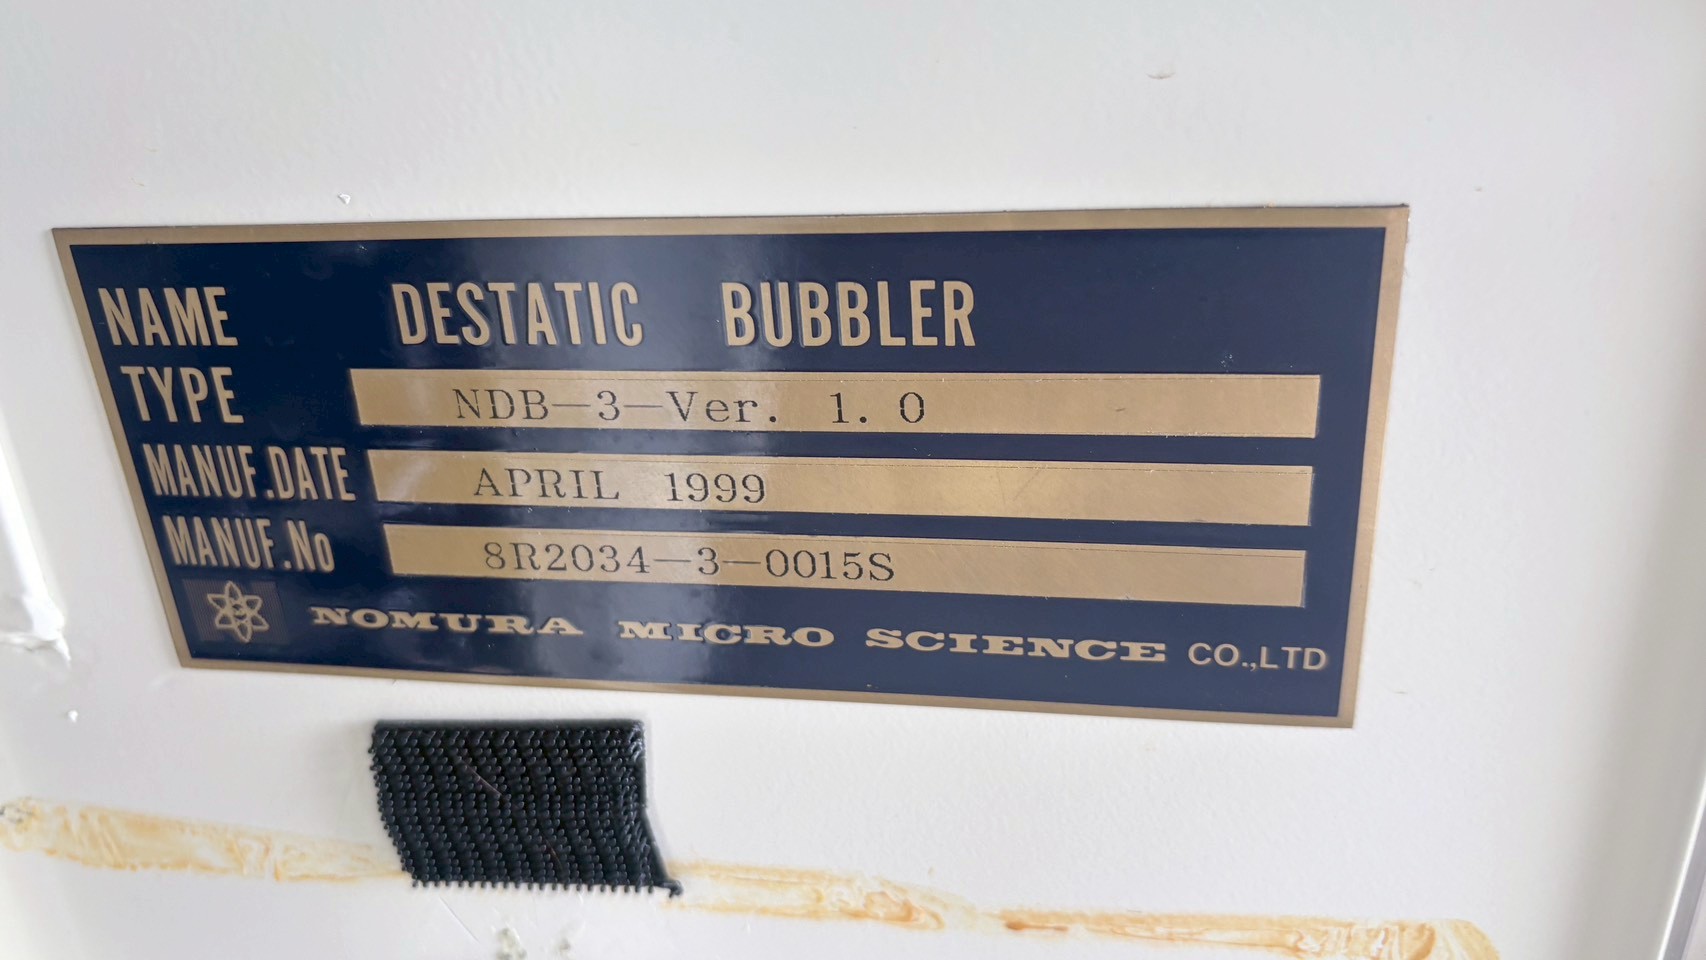 NAME DESTATIC BUBBLER
TYPE NDB-3-Ver. 1.0
MANUF.DATE APRIL 1999
MANUF.No 8R2034-3-0015S
NOMURA MICRO SCIENCE CO.,LTD